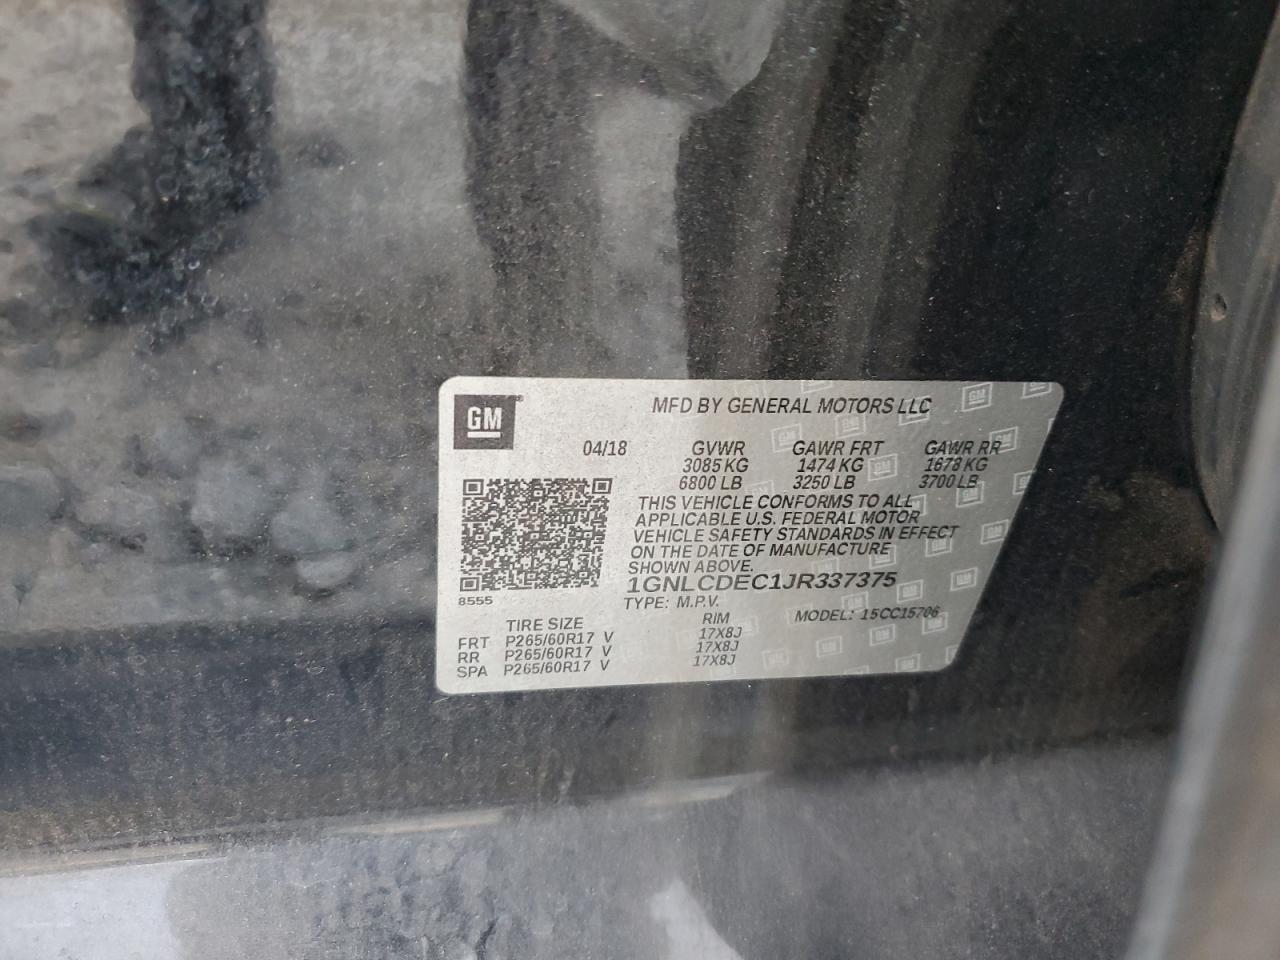 GM
MFD BY GENERAL MOTORS LLC
04/18 GVWR GAWR FRT GAWR RR
3085 KG 1474 KG 1678 KG
6800 LB 3250 LB 3700 LB
THIS VEHICLE CONFORMS TO ALL
APPLICABLE U.S. FEDERAL MOTOR
VEHICLE SAFETY STANDARDS IN EFFECT
ON THE DATE OF MANUFACTURE
SHOWN ABOVE.
1GNLCDEC1JR337375
8555
TYPE: M.P.V. MODEL: 15CC15706
TIRE SIZE RIM
FRT P265/60R17 V 17X8J
RR P265/60R17 V 17X8J
SPA P265/60R17 V 17X8J